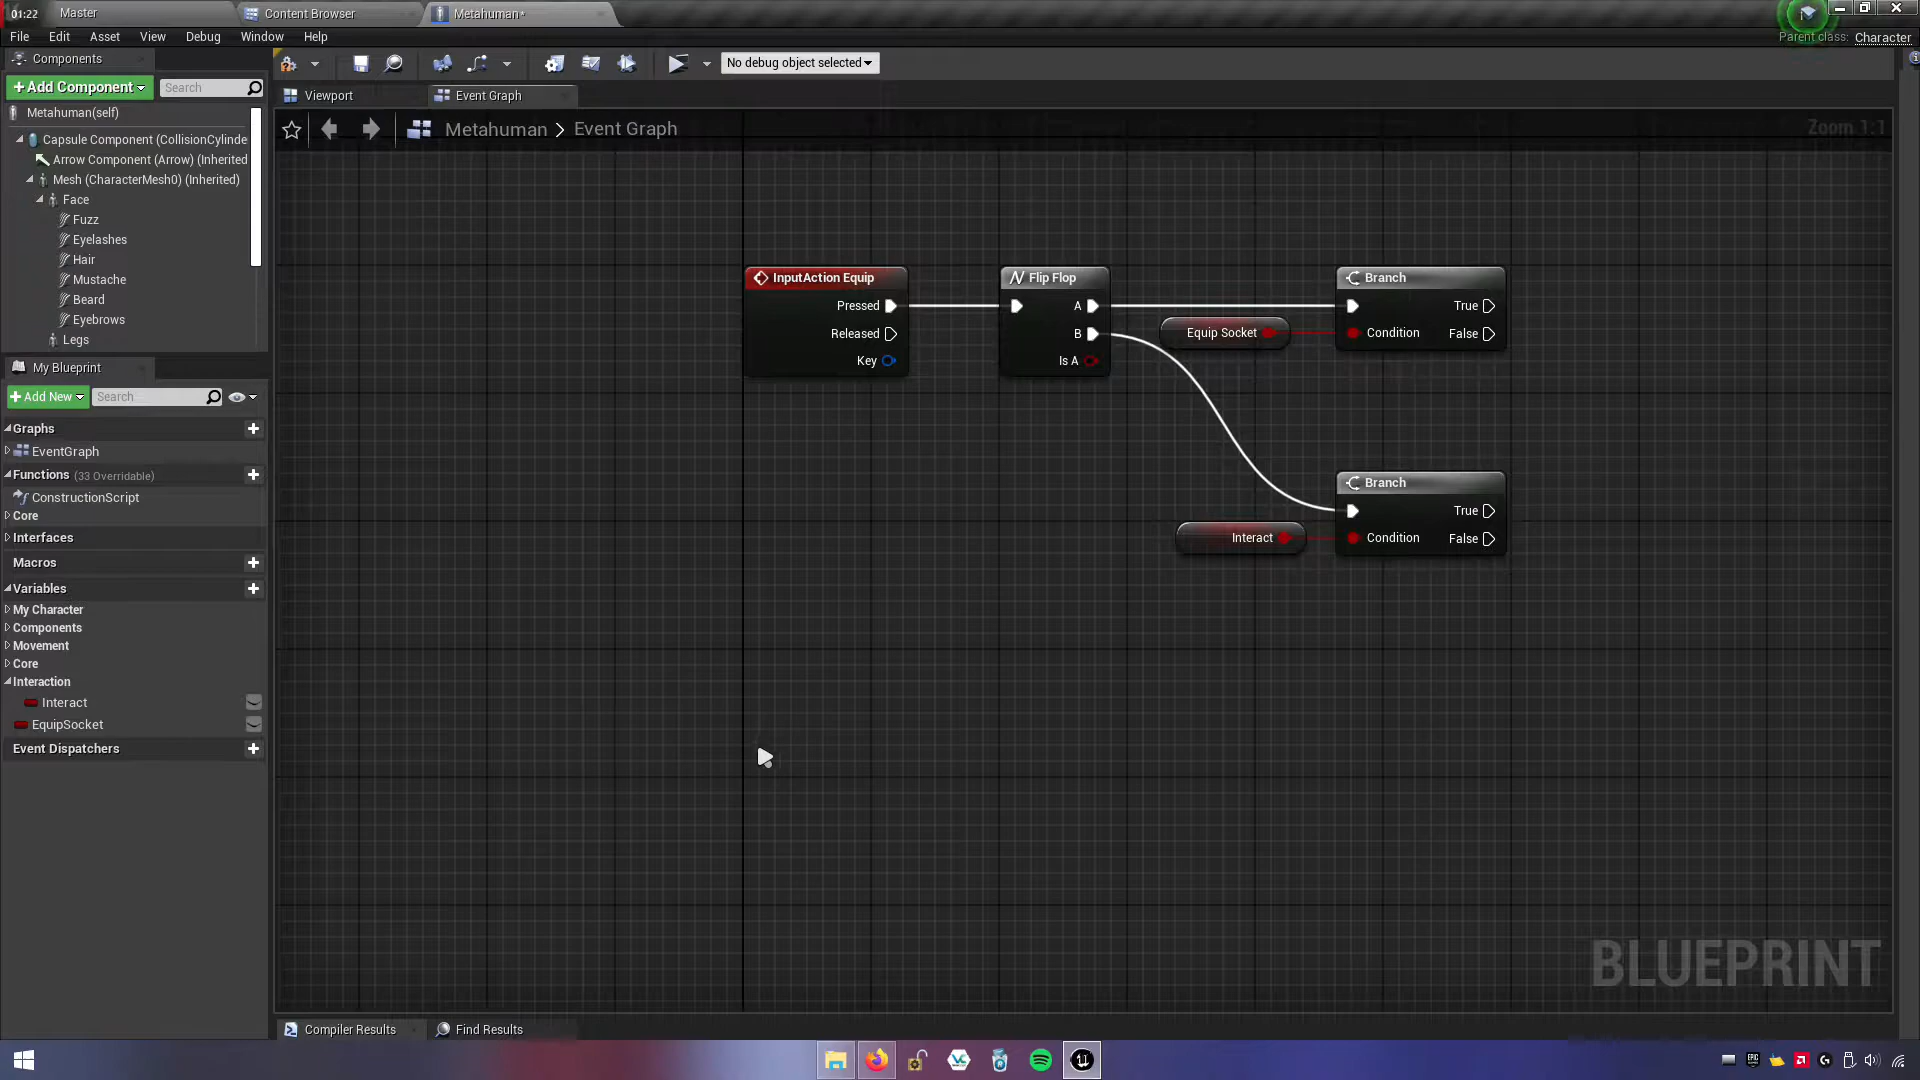 01:22
Master
Content Browser
Metahuman*
File Edit Asset View Debug Window Help
Parent class: Character
Components
+Add Component
Search
No debug object selected
Metahuman(self)
Viewport
Event Graph
Capsule Component (CollisionCylinde
Metahuman > Event Graph
Zoom 1:1
Arrow Component (Arrow) (Inherited
Mesh (CharacterMesh0) (Inherited)
Face
Fuzz
Eyelashes
Hair
Mustache
Beard
Eyebrows
Legs
InputAction Equip
Pressed
Released
Key
Flip Flop
A
B
Is A
Equip Socket
Branch
True
Condition
False
Branch
True
Interact
Condition
False
My Blueprint
+Add New
Search
Graphs
EventGraph
Functions (33 Overridable)
ConstructionScript
Core
Interfaces
Macros
Variables
My Character
Components
Movement
Core
Interaction
Interact
EquipSocket
Event Dispatchers
BLUEPRINT
Compiler Results
Find Results